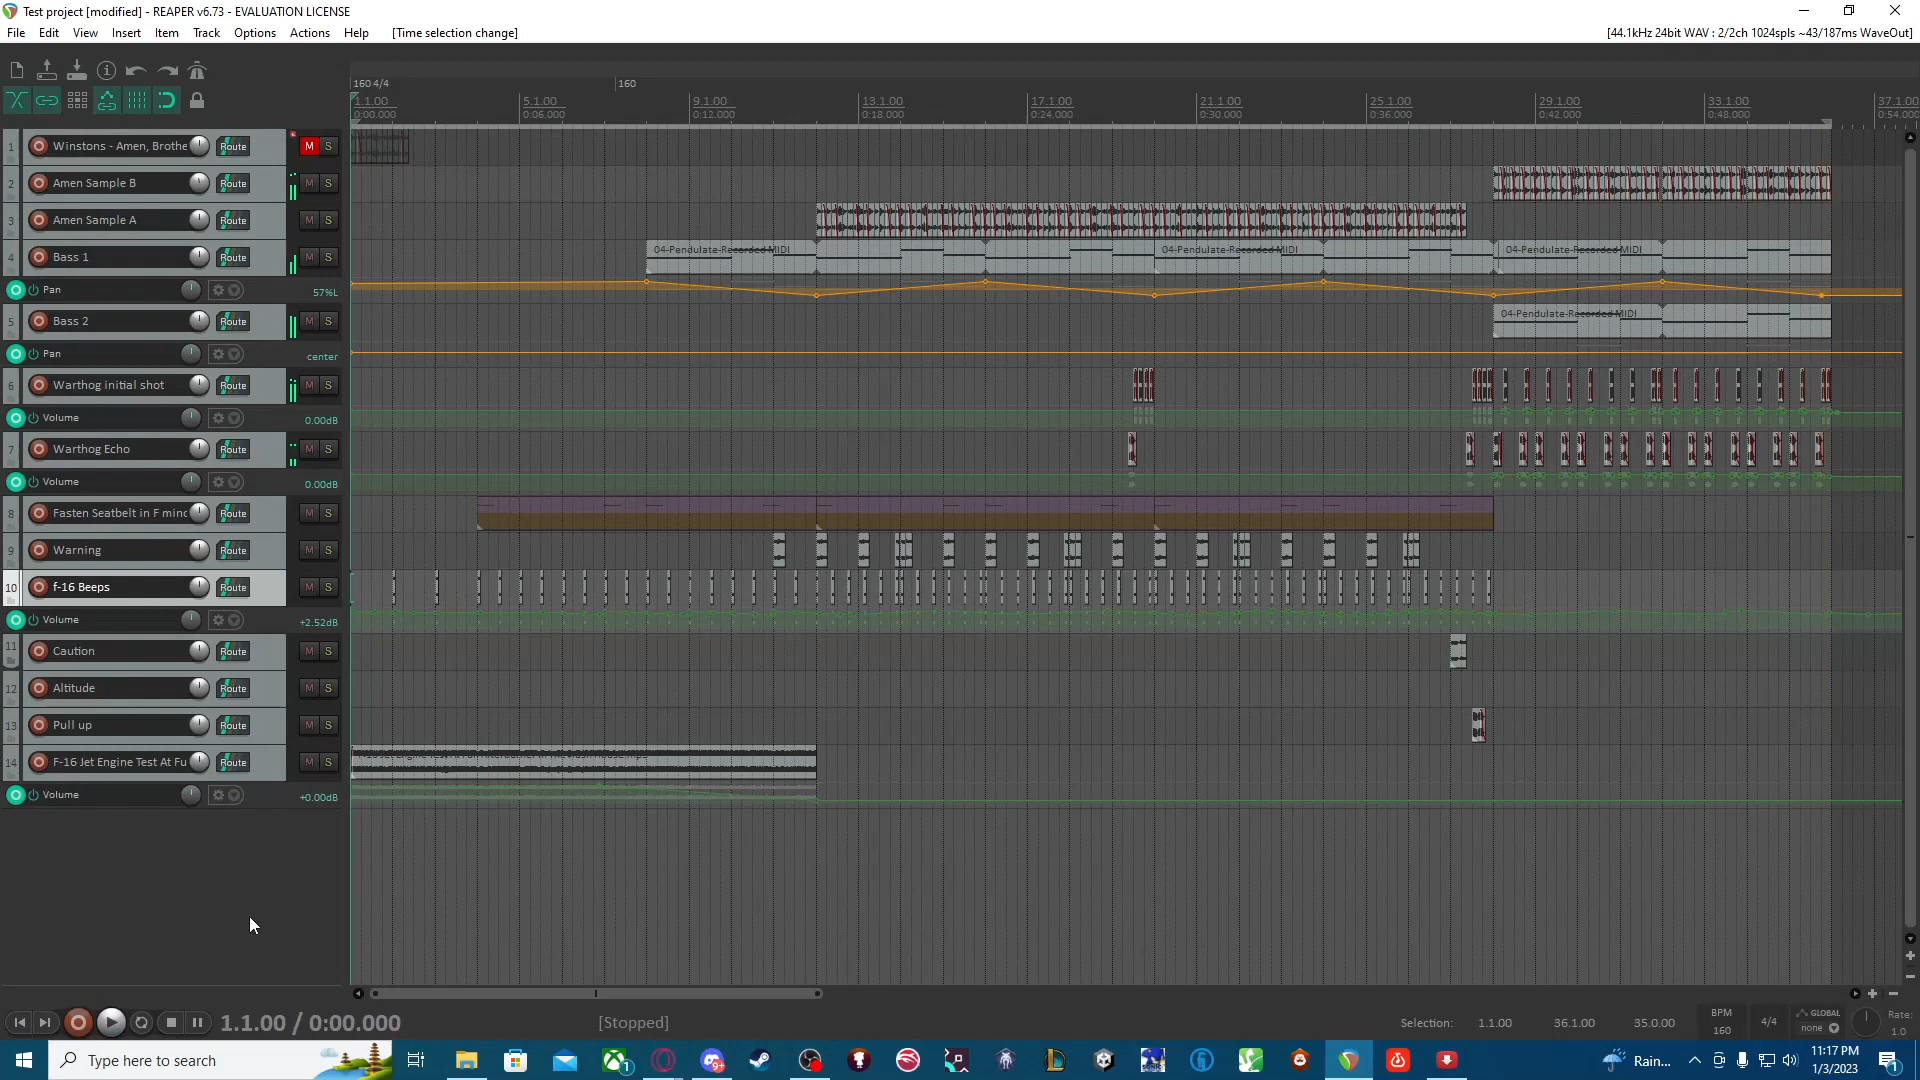 Test project [modified] - REAPER v6.73 - EVALUATION LICENSE
File Edit View Insert Item Track Options Actions Help [Time selection change]
[44.1kHz 24bit WAV : 2/2ch 1024spls ~43/187ms WaveOut]
160 4/4
160
1.1.00 5.1.00 9.1.00 13.1.00 17.1.00 21.1.00 25.1.00 29.1.00 33.1.00 37.1.00
0:00.000 0:06.000 0:12.000 0:18.000 0:24.000 0:30.000 0:36.000 0:42.000 0:48.000 0:54.000
1 Winstons - Amen, Brothe Route M S
2 Amen Sample B Route M S
3 Amen Sample A Route M S
4 Bass 1 Route M S
04-Pendulate-Recorded MIDI 04-Pendulate-Recorded MIDI 04-Pendulate-Recorded MIDI
Pan 57%L
5 Bass 2 Route M S
04-Pendulate-Recorded MIDI
Pan center
6 Warthog initial shot Route M S
Volume 0.00dB
7 Warthog Echo Route M S
Volume 0.00dB
8 Fasten Seatbelt in F minc Route M S
9 Warning Route M S
10 f-16 Beeps Route M S
Volume +2.52dB
11 Caution Route M S
12 Altitude Route M S
13 Pull up Route M S
14 F-16 Jet Engine Test At Fu Route M S
Volume +0.00dB
1.1.00 / 0:00.000
[Stopped]
Selection: 1.1.00 36.1.00 35.0.00
BPM
160
4/4
GLOBAL
none
Rate:
1.0
Type here to search
1
9+
Rain...
11:17 PM
1/3/2023
1